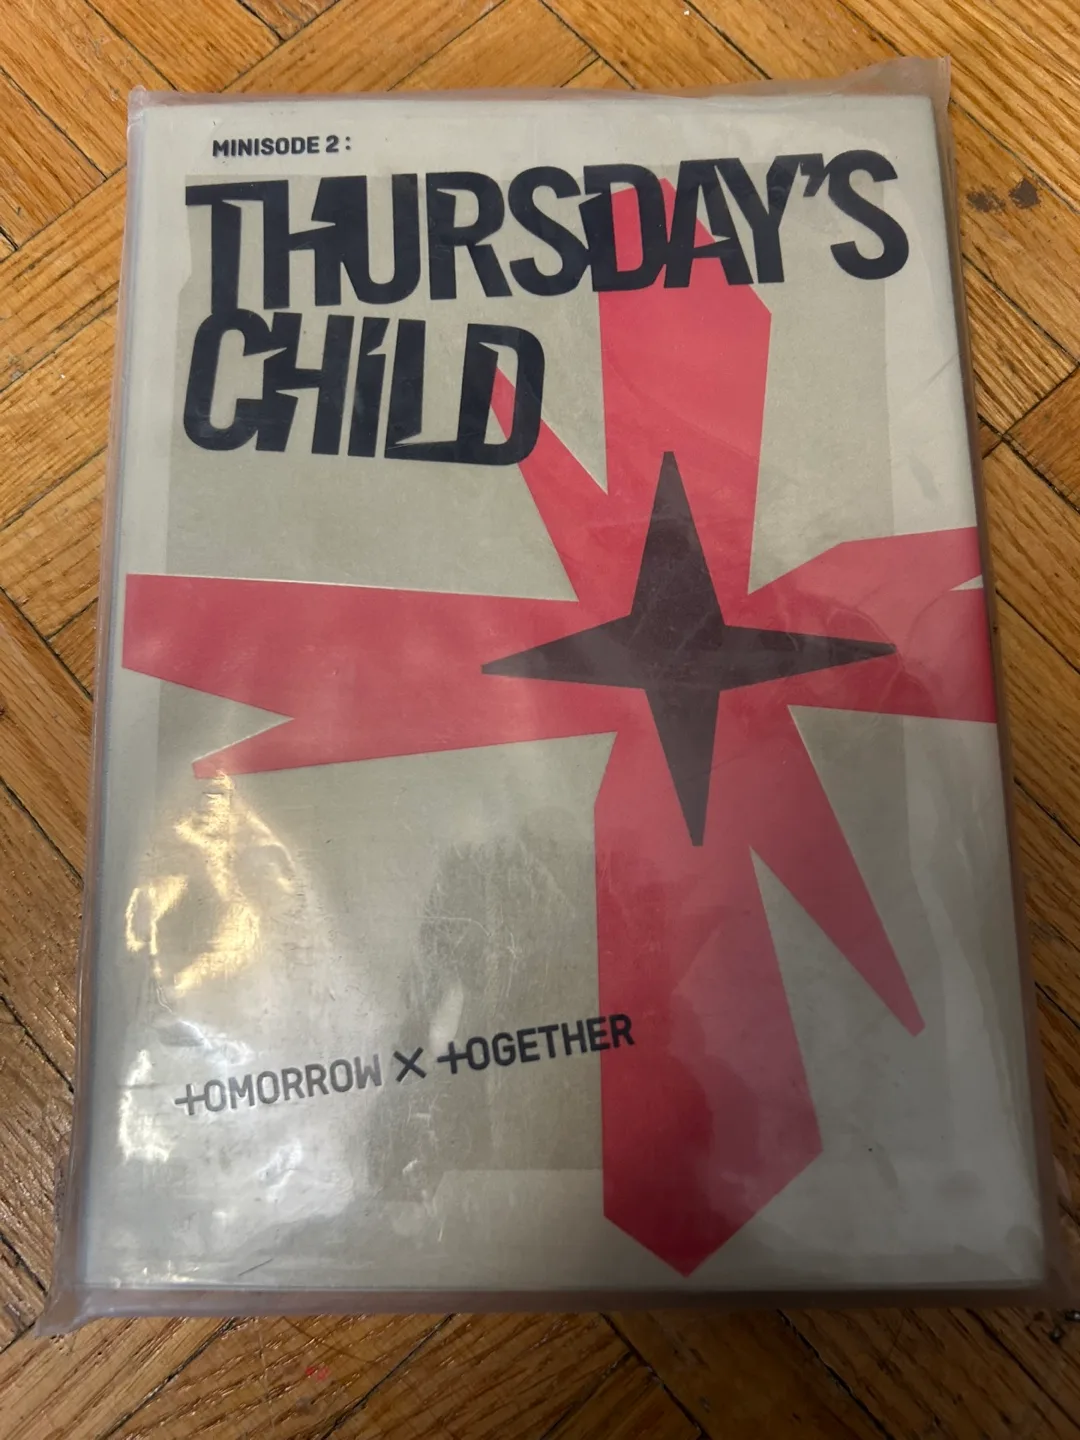 MINISODE 2:
THURSDAY'S
CHILD
TOMORROW X TOGETHER